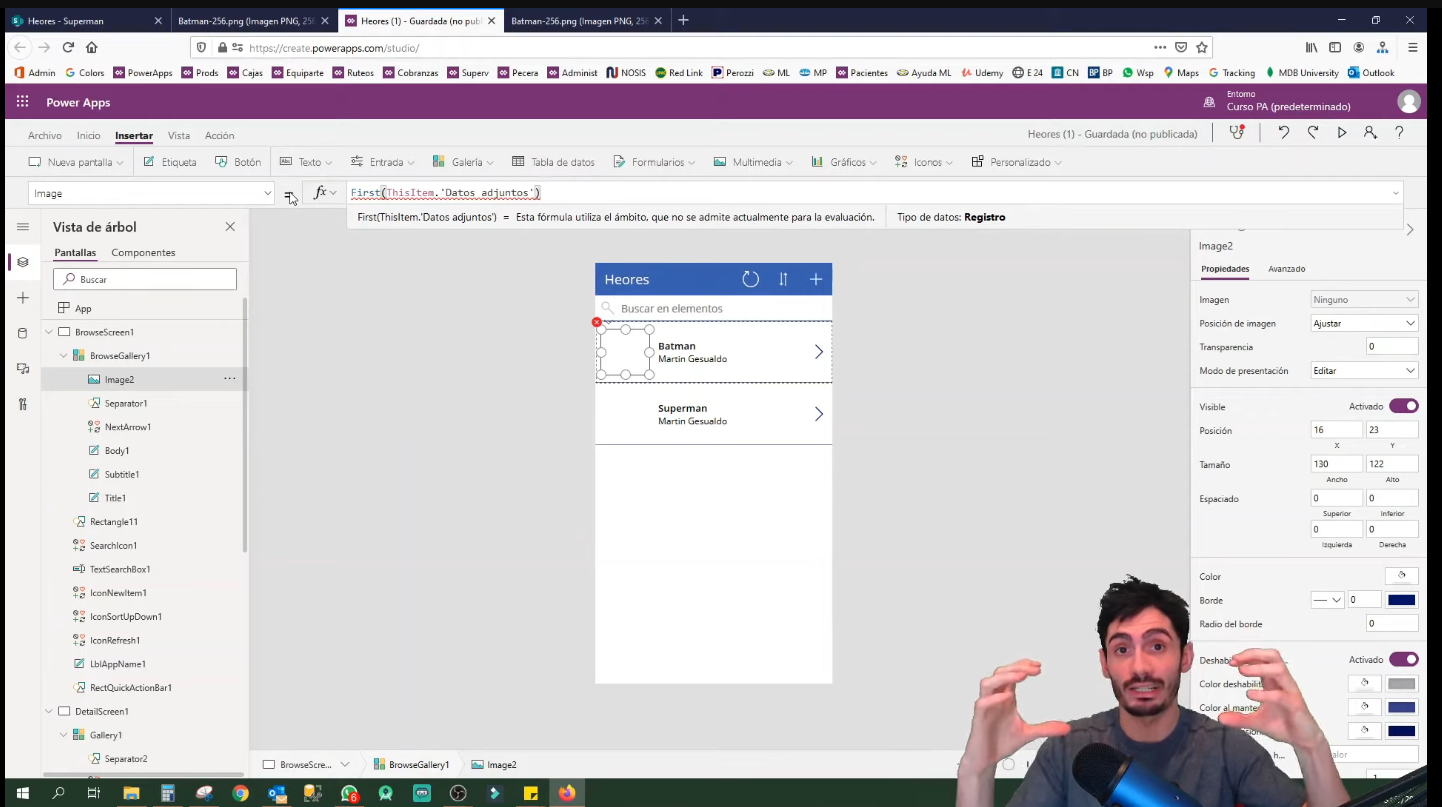 Heores - Superman
Batman-256.png (Imagen PNG, 25
Heores (1) - Guardada (no publ
Batman-256.png (Imagen PNG, 25
https://create.powerapps.com/studio/
Admin Colors PowerApps Prods Cajas Equiparte Ruteos Cobranzas Superv Pecera Administ NOSIS Red Link Perozzi ML MP Pacientes Ayuda ML Udemy E 24 CN BP Wsp Maps Tracking MDB University Outlook
Power Apps
Entorno
Curso PA (predeterminado)
Archivo Inicio Insertar Vista Acción
Heores (1) - Guardada (no publicada)
Nueva pantalla Etiqueta Botón Texto Entrada Galería Tabla de datos Formularios Multimedia Gráficos Iconos Personalizado
Image = fx First(ThisItem.'Datos adjuntos')
First(ThisItem.'Datos adjuntos') = Esta fórmula utiliza el ámbito, que no se admite actualmente para la evaluación. Tipo de datos: Registro
Vista de árbol
Pantallas Componentes
Buscar
App
BrowseScreen1
BrowseGallery1
Image2
Separator1
NextArrow1
Body1
Subtitle1
Title1
Rectangle11
SearchIcon1
TextSearchBox1
IconNewItem1
IconSortUpDown1
IconRefresh1
LblAppName1
RectQuickActionBar1
DetailScreen1
Gallery1
Separator2
Heores
Buscar en elementos
Batman
Martin Gesualdo
Superman
Martin Gesualdo
Image2
Propiedades Avanzado
Imagen Ninguno
Posición de imagen Ajustar
Transparencia 0
Modo de presentación Editar
Visible Activado
Posición 16 23
X Y
Tamaño 130 122
Ancho Alto
Espaciado 0 0
Superior Inferior
0 0
Izquierda Derecha
Color
Borde 0
Radio del borde 0
Activado
Color
Color al
BrowseScre... BrowseGallery1 Image2
6